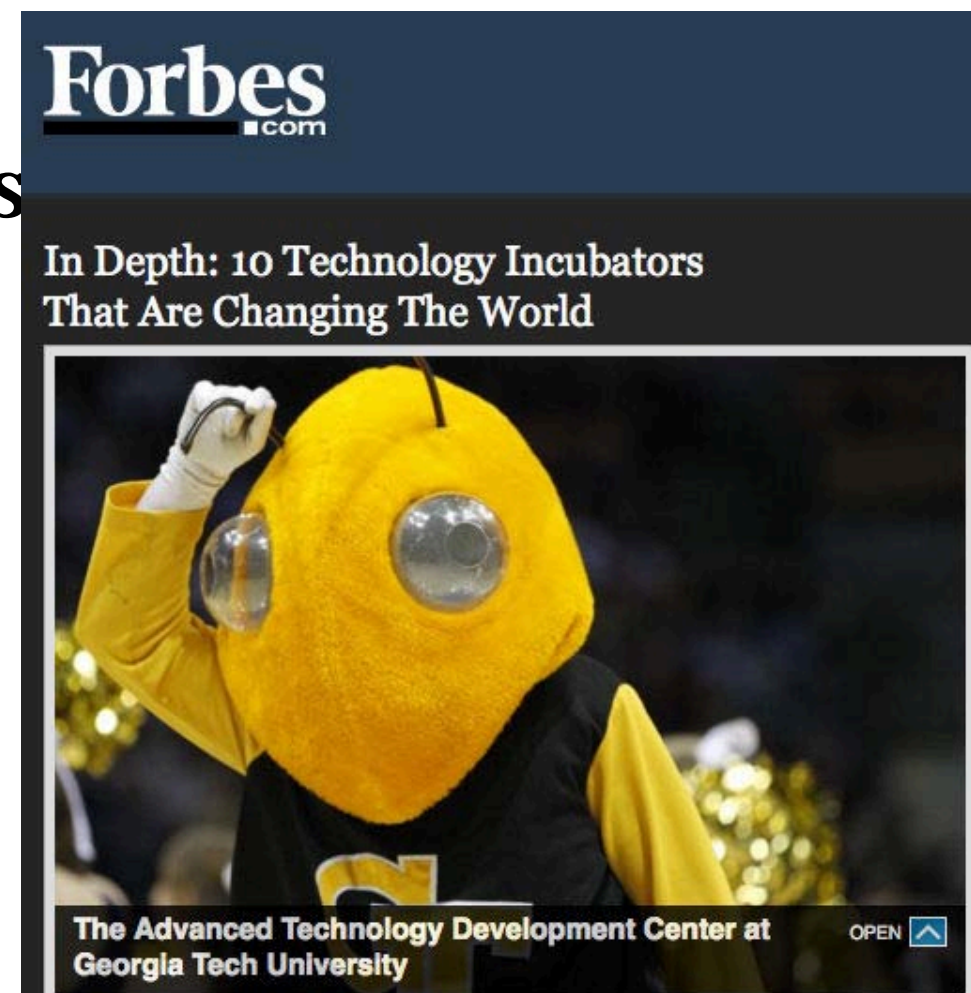 Forbes
.com
s
In Depth: 10 Technology Incubators
That Are Changing The World
GT
The Advanced Technology Development Center at
Georgia Tech University
OPEN